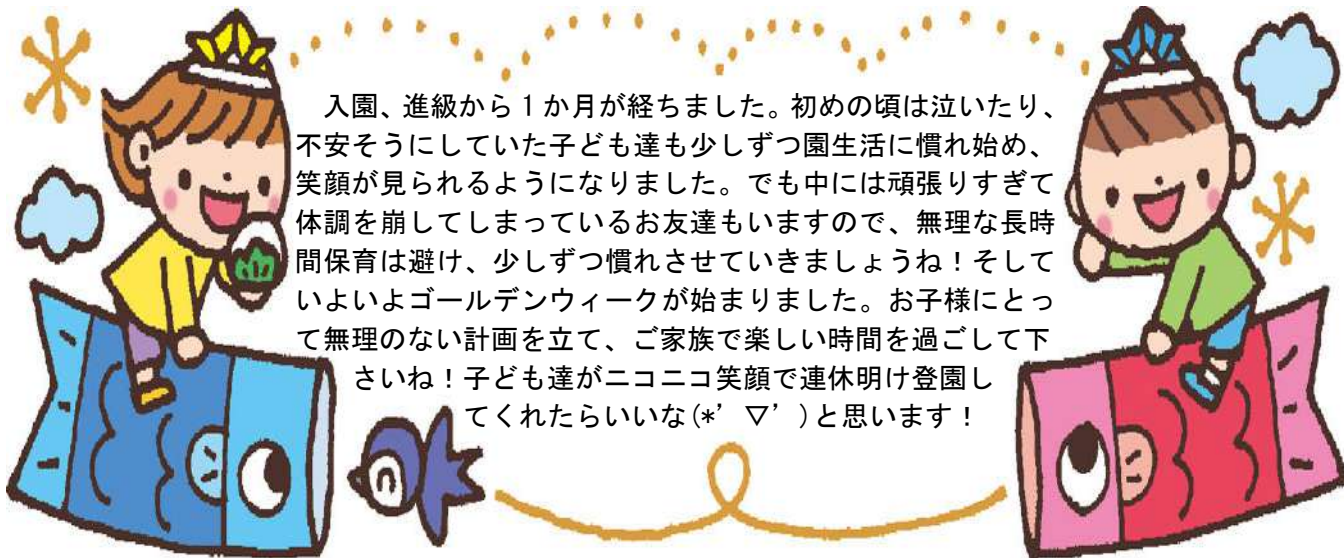 入園、進級から1か月が経ちました。初めの頃は泣いたり、
不安そうにしていた子ども達も少しずつ園生活に慣れ始め、
笑顔が見られるようになりました。でも中には頑張りすぎて
体調を崩してしまっているお友達もいますので、無理な長時
間保育は避け、少しずつ慣れさせていきましょうね！そして
いよいよゴールデンウィークが始まりました。お子様にとっ
て無理のない計画を立て、ご家族で楽しい時間を過ごして下
さいね！子ども達がニコニコ笑顔で連休明け登園し
てくれたらいいな(*’▽’)と思います！